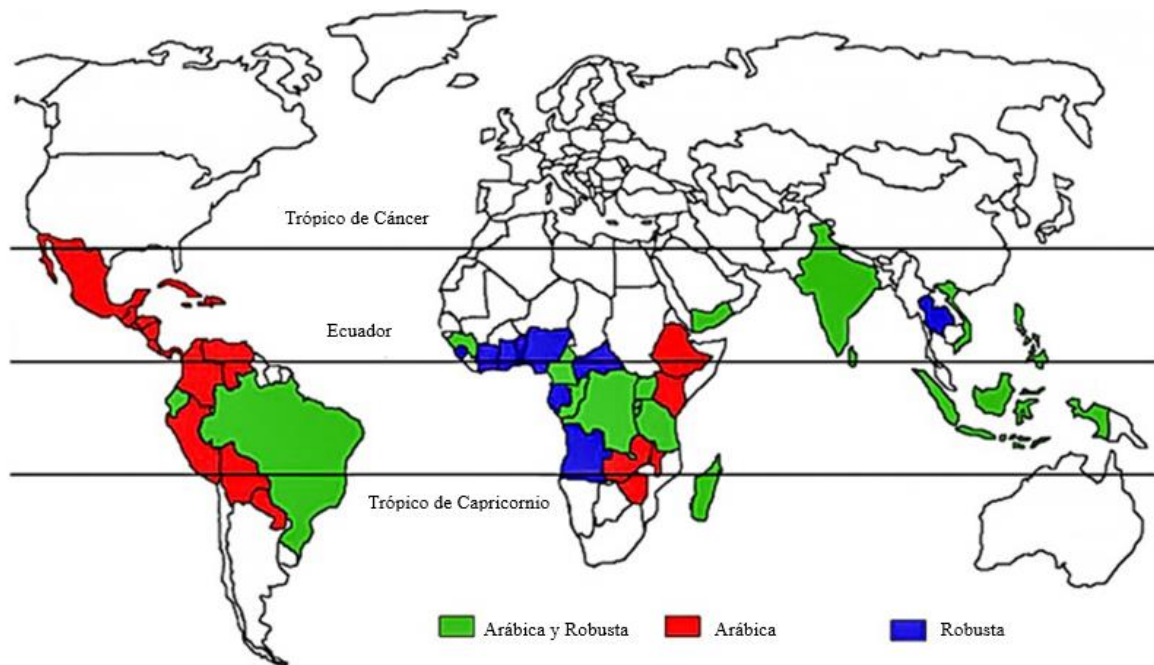 Trópico de Cáncer
Ecuador
Trópico de Capricornio
Arábica y Robusta
Arábica
Robusta